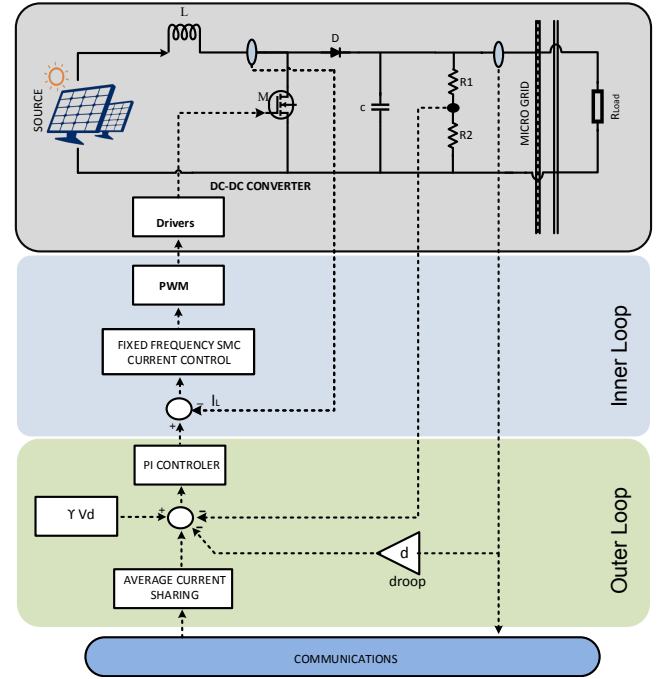 L
D
SOURCE
M
c
R1
R2
MICRO GRID
RLoad
DC-DC CONVERTER
Drivers
PWM
FIXED FREQUENCY SMC
CURRENT CONTROL
Inner Loop
–
IL
+
PI CONTROLER
ϒ Vd
+
–
–
d
droop
AVERAGE CURRENT
SHARING
Outer Loop
COMMUNICATIONS